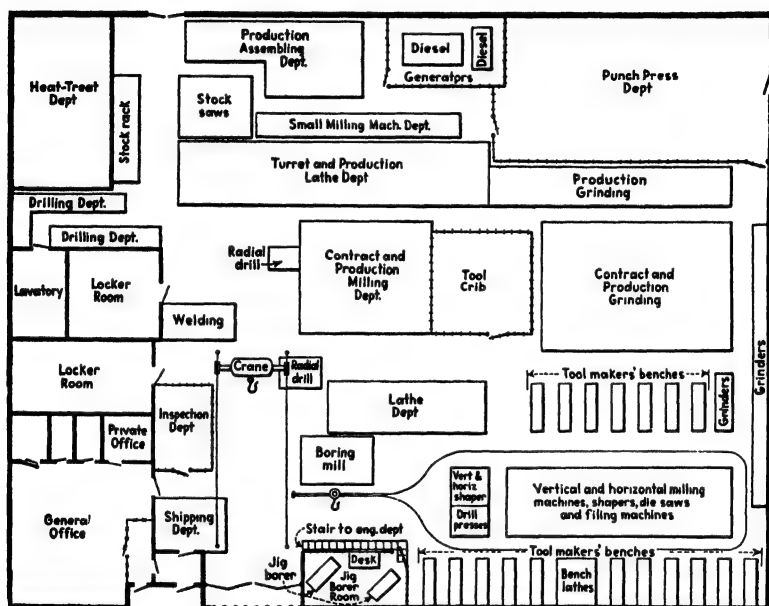 Heat-Treat
Dept
Stock rack
Production
Assembling
Dept.
Diesel
Diesel
Generators
Punch Press
Dept
Stock
saws
Small Milling Mach. Dept.
Turret and Production
Lathe Dept
Production
Grinding
Drilling Dept.
Drilling Dept.
Radial
drill
Contract and
Production
Milling
Dept.
Tool
Crib
Contract and
Production
Grinding
Grinders
Lavatory
Locker
Room
Welding
Locker
Room
Crane
Radial
drill
Tool makers' benches
Grinders
Lathe
Dept
Inspection
Dept
Private
Office
Boring
mill
Vert &
horiz
shaper
Drill
presses
Vertical and horizontal milling
machines, shapers, die saws
and filing machines
General
Office
Shipping
Dept.
Stair to eng. dept
Desk
Jig
borer
Jig
Borer
Room
Tool makers' benches
Bench
lathes